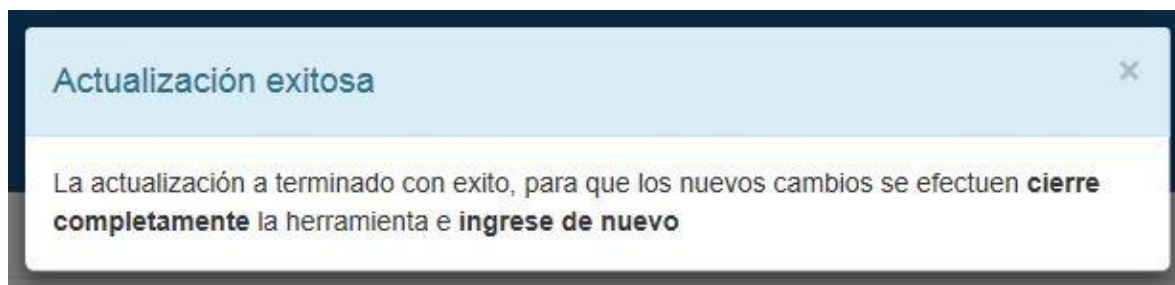 Actualización exitosa ×
La actualización a terminado con exito, para que los nuevos cambios se efectuen cierre
completamente la herramienta e ingrese de nuevo